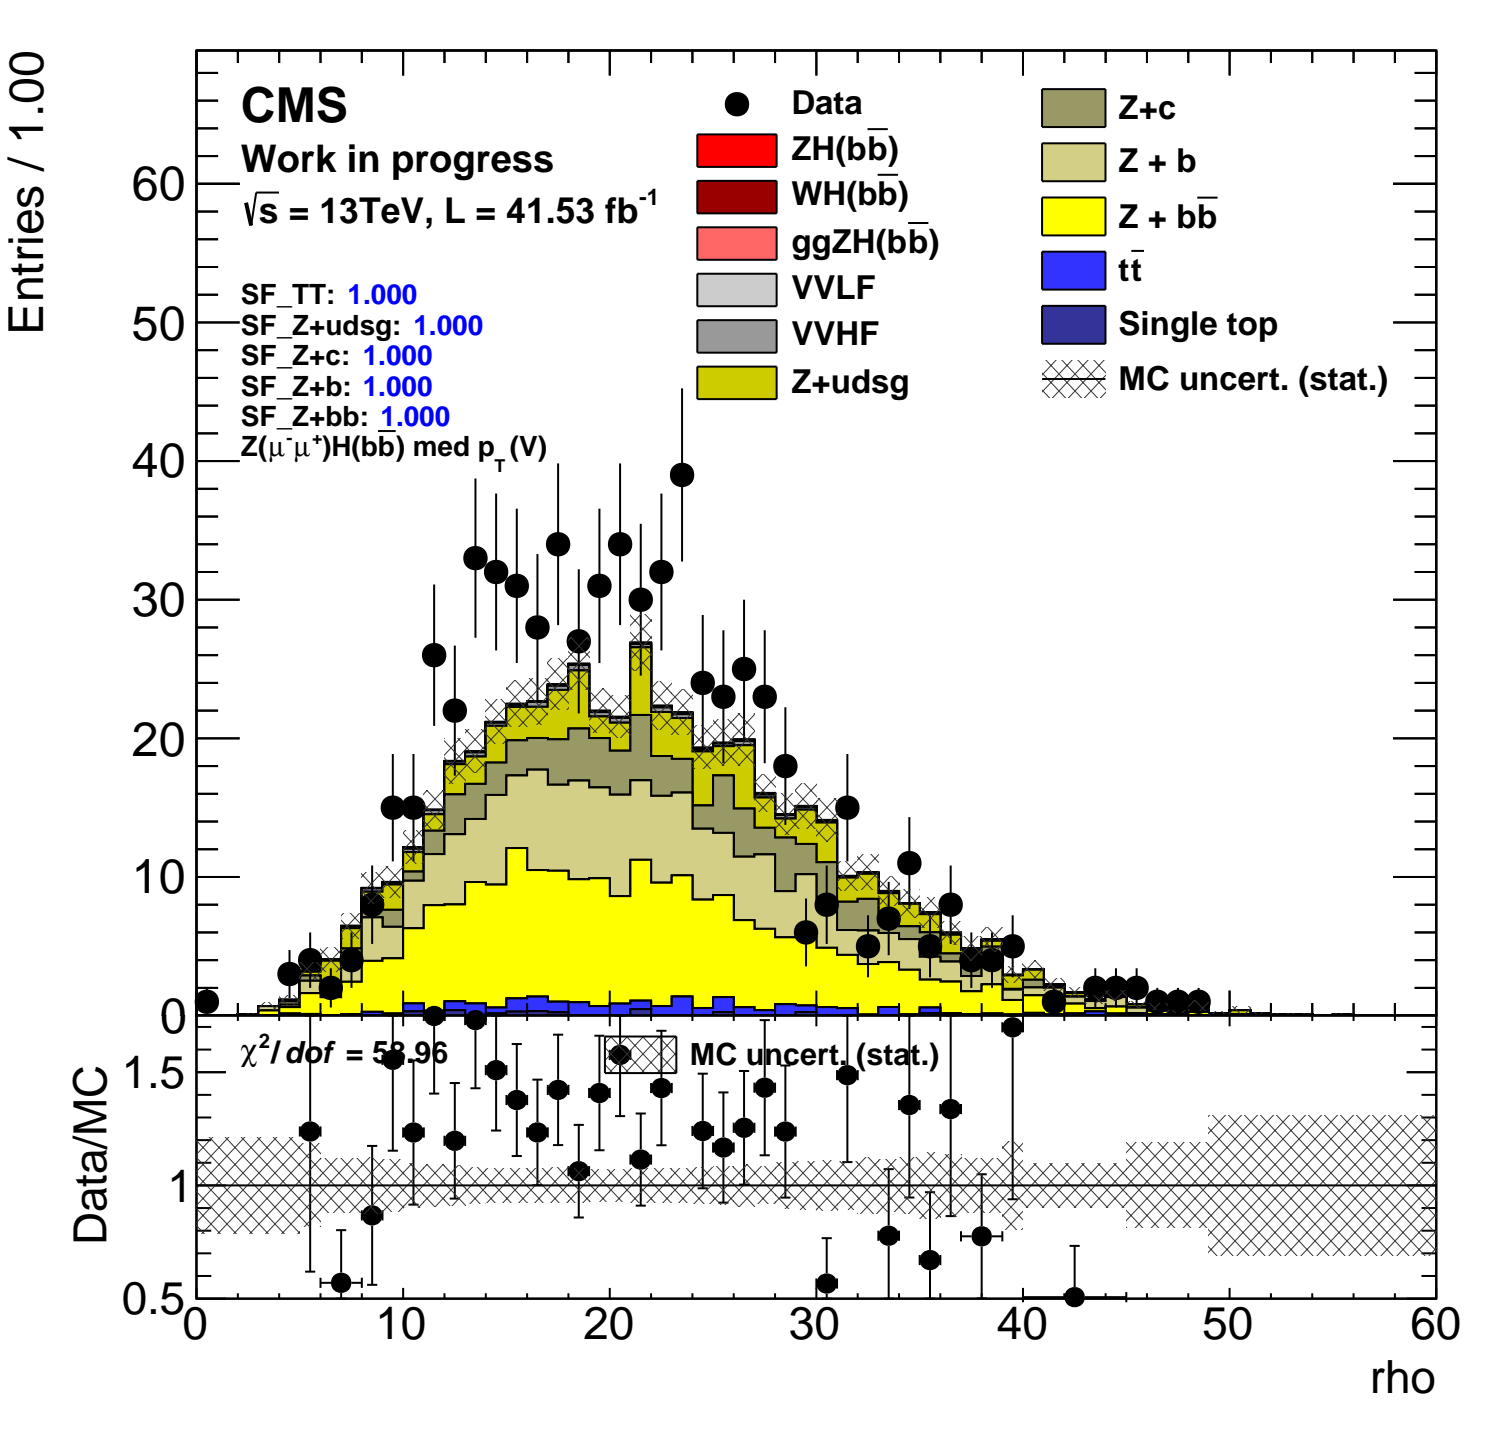 Entries / 1.00
CMS
Work in progress
√s = 13TeV, L = 41.53 fb⁻¹
SF_TT: 1.000
SF_Z+udsg: 1.000
SF_Z+c: 1.000
SF_Z+b: 1.000
SF_Z+bb: 1.000
Z(μ⁻μ⁺)H(bb̅) med p_T (V)
Data
ZH(bb̅)
WH(bb̅)
ggZH(bb̅)
VVLF
VVHF
Z+udsg
Z+c
Z + b
Z + bb̅
tt̅
Single top
MC uncert. (stat.)
60
50
40
30
20
10
0
χ²/dof = 58.96
MC uncert. (stat.)
Data/MC
1.5
1
0.5
0 10 20 30 40 50 60
rho